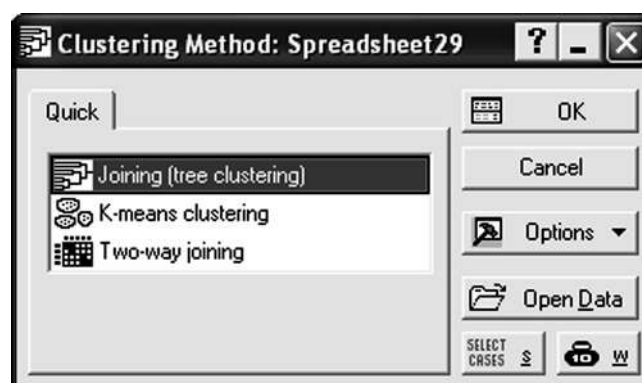 Clustering Method: Spreadsheet29
?
Quick
Joining (tree clustering)
K-means clustering
Two-way joining
OK
Cancel
Options
Open Data
SELECT CASES S
10 W